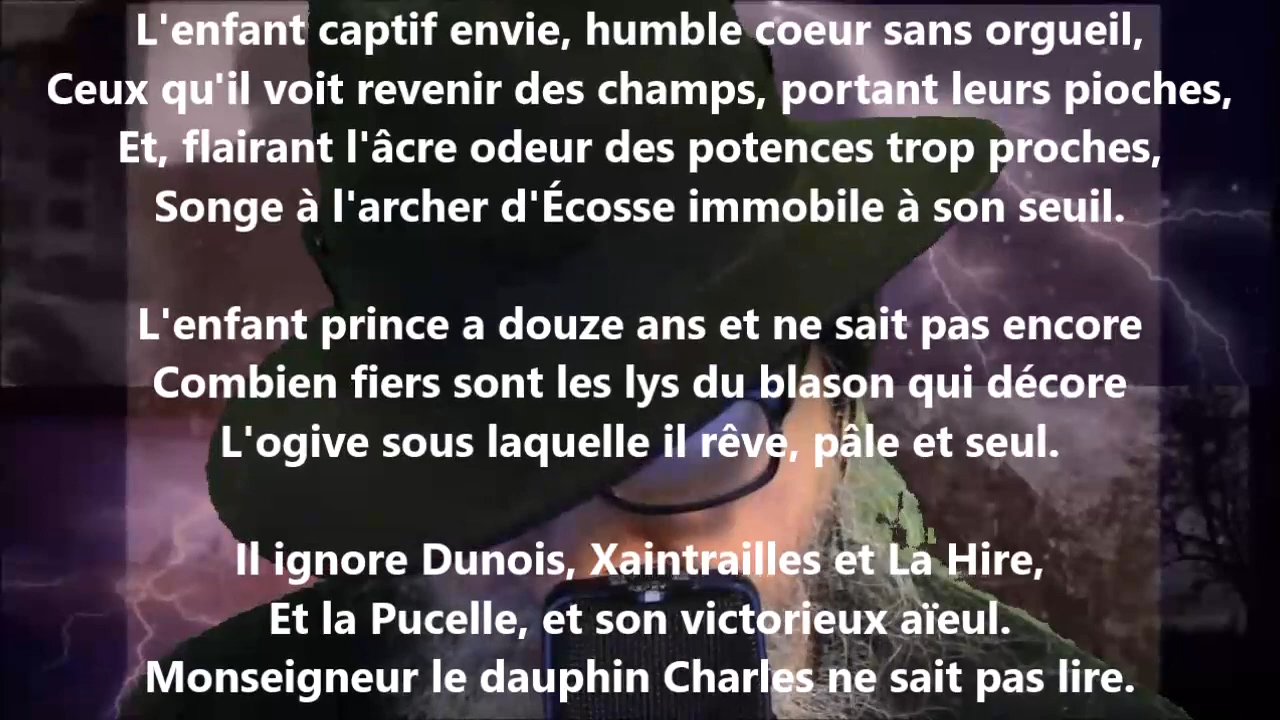 L'enfant captif envie, humble coeur sans orgueil,
Ceux qu'il voit revenir des champs, portant leurs pioches,
Et, flairant l'âcre odeur des potences trop proches,
Songe à l'archer d'Écosse immobile à son seuil.
L'enfant prince a douze ans et ne sait pas encore
Combien fiers sont les lys du blason qui décore
L'ogive sous laquelle il rêve, pâle et seul.
Il ignore Dunois, Xaintrailles et La Hire,
Et la Pucelle, et son victorieux aïeul.
Monseigneur le dauphin Charles ne sait pas lire.